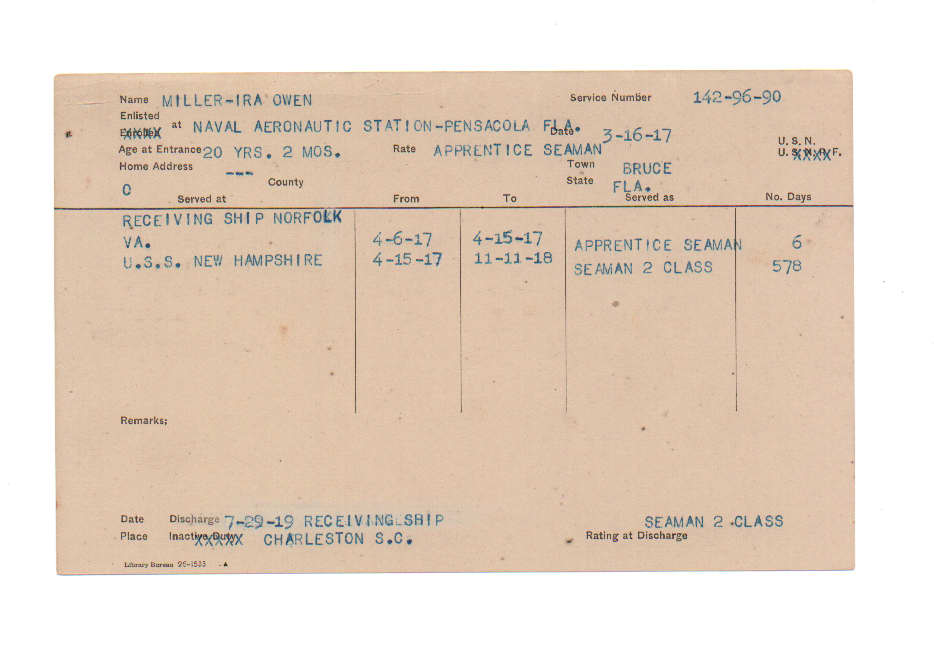 Name MILLER-IRA OWEN Service Number 142-96-90
Enlisted
Enrolled at NAVAL AERONAUTIC STATION-PENSACOLA FLA. Date 3-16-17
U. S. N.
Age at Entrance 20 YRS. 2 MOS. Rate APPRENTICE SEAMAN U. S. N. R. F.
Home Address --- County Town BRUCE
O State FLA.
Served at From To Served as No. Days
RECEIVING SHIP NORFOLK
VA. 4-6-17 4-15-17 APPRENTICE SEAMAN 6
U.S.S. NEW HAMPSHIRE 4-15-17 11-11-18 SEAMAN 2 CLASS 578
Remarks:
Date Discharge 7-29-19 RECEIVING SHIP SEAMAN 2 CLASS
Place Inactive Duty CHARLESTON S.C. Rating at Discharge
Library Bureau 26-1533 A